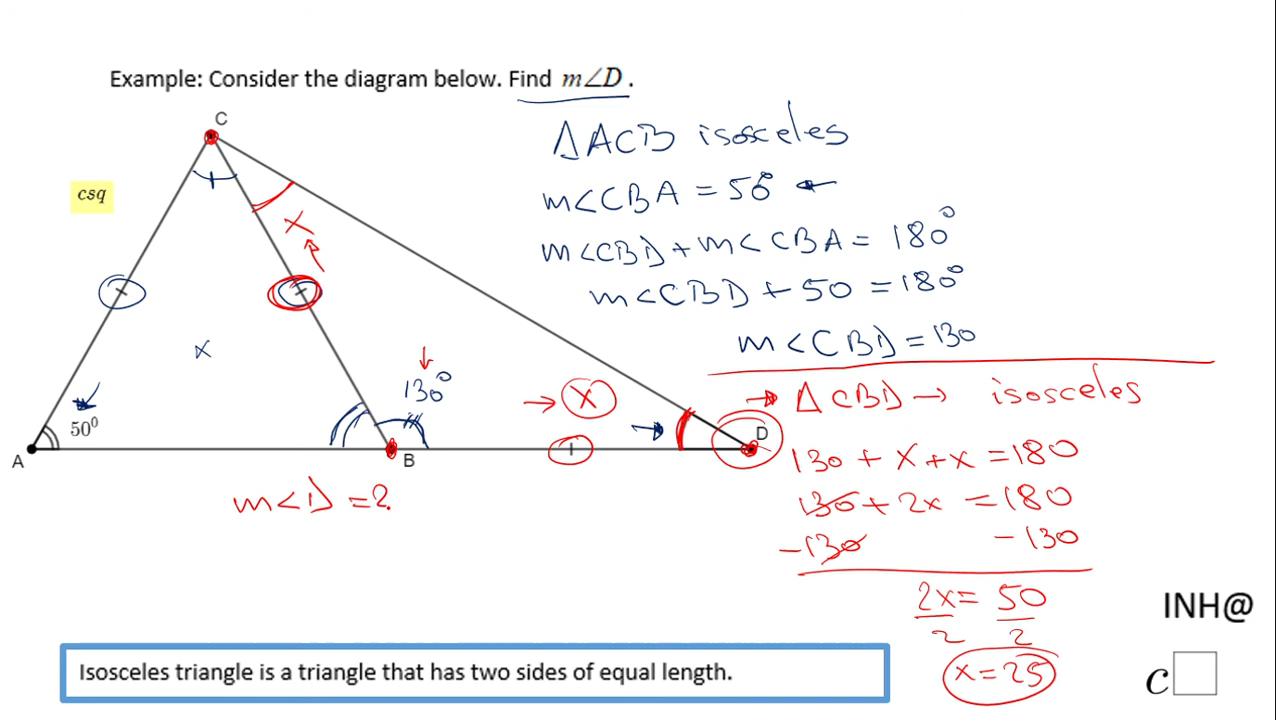 Example: Consider the diagram below. Find m∠D.
C
csq
ΔACB isosceles
m<CBA = 50°
m<CBD + m<CBA = 180°
m<CBD + 50 = 180°
m<CBD = 130
X
x
50°
130°
X
A
B
D
m<D = ?
Δ CBD → isosceles
130 + x + x = 180
130 + 2x = 180
-130 -130
2x = 50
2 2
x = 25
INH@
c
Isosceles triangle is a triangle that has two sides of equal length.